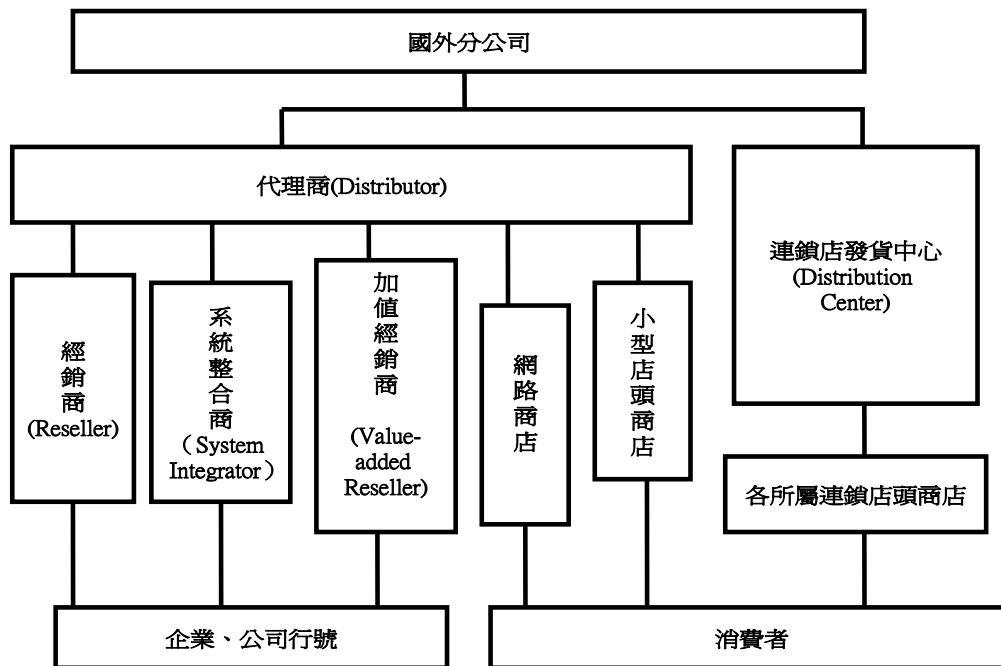 國外分公司
代理商(Distributor)
連鎖店發貨中心
(Distribution
Center)
經銷商
(Reseller)
系統整合商
（System
Integrator）
加值經銷商
(Value-
added
Reseller)
網路商店
小型店頭商店
各所屬連鎖店頭商店
企業、公司行號
消費者